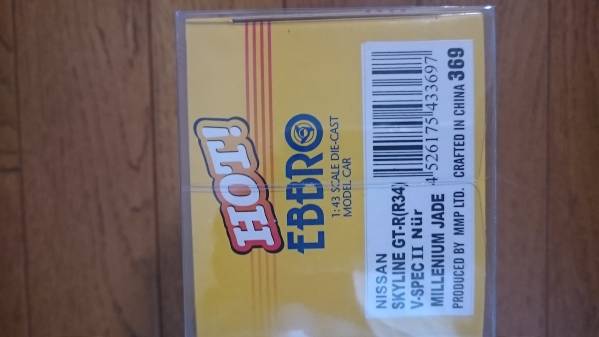 HOT!
EBBRO
1:43 SCALE DIE-CAST
MODEL CAR
4 526175 433697
NISSAN
SKYLINE GT-R(R34)
V-SPEC II Nür
MILLENIUM JADE
PRODUCED BY MMP LTD. CRAFTED IN CHINA 369